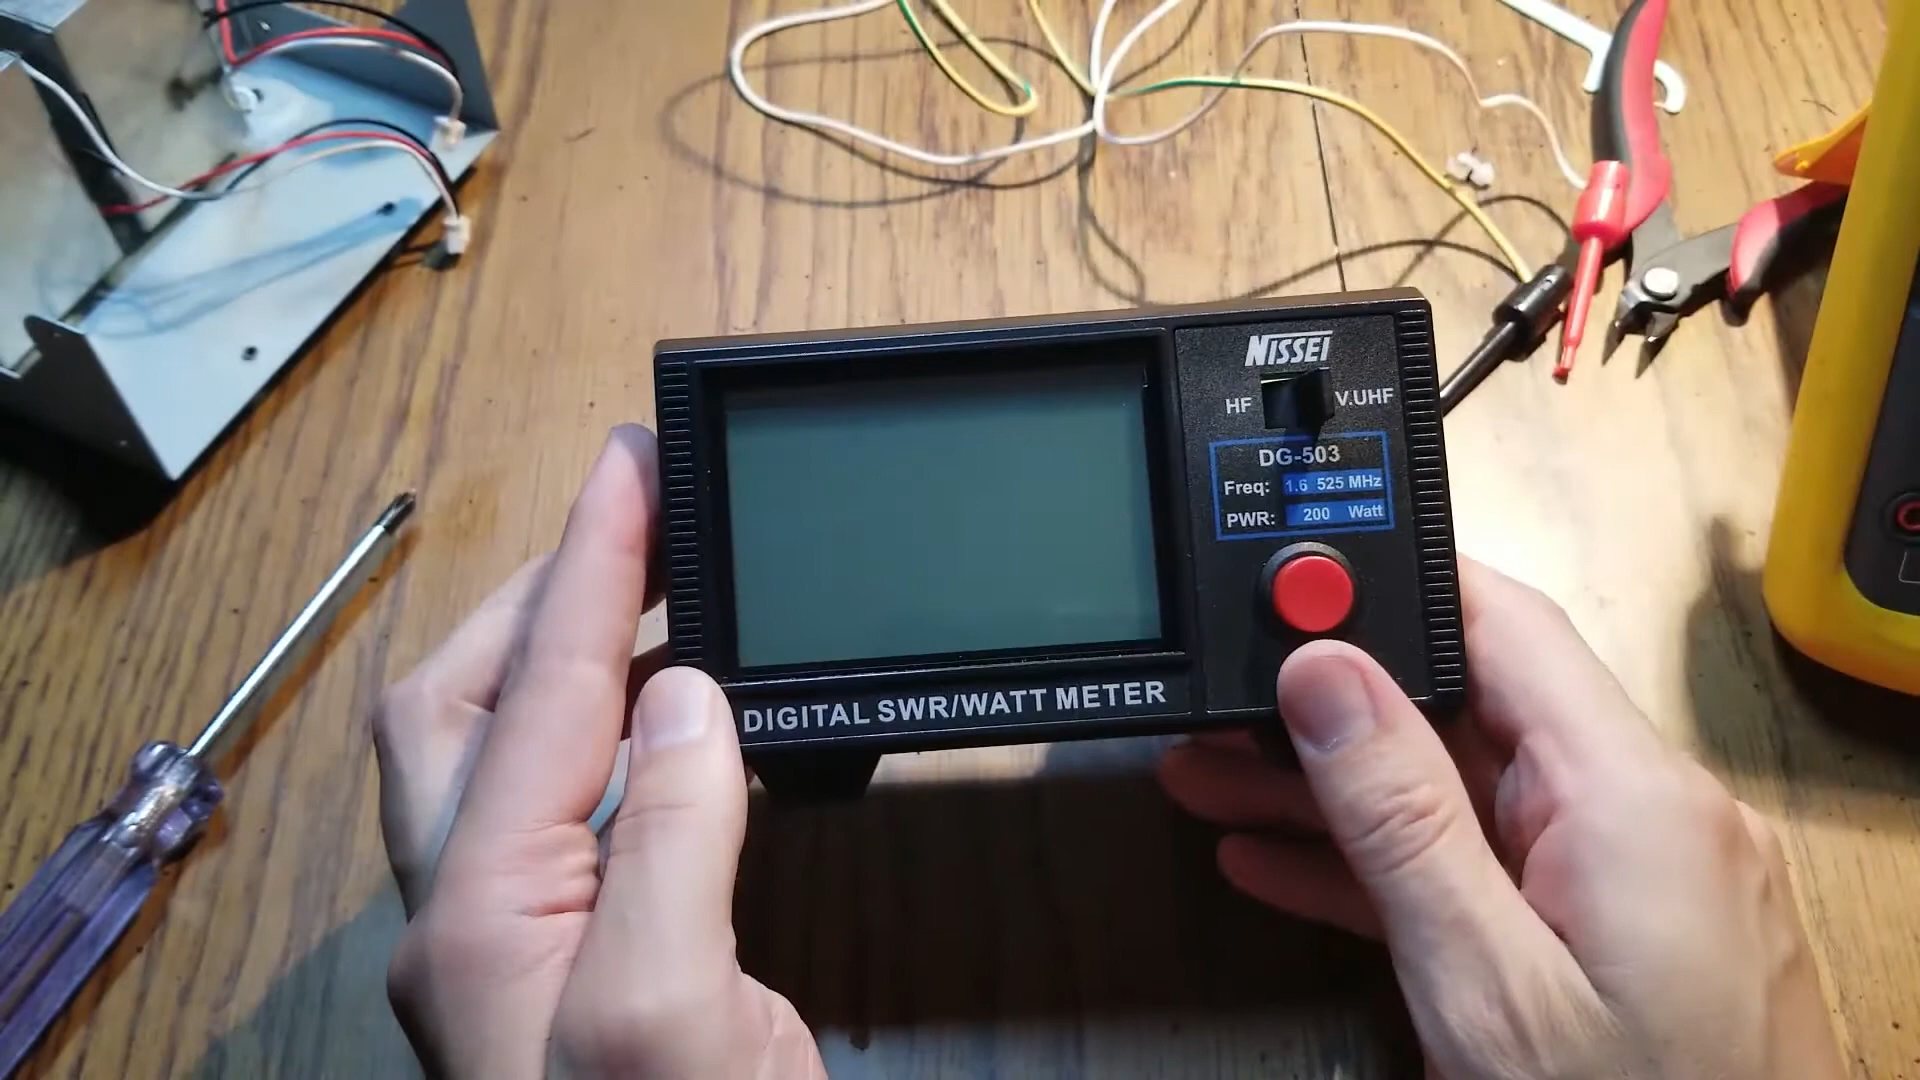 NISSEI
HF V.UHF
DG-503
Freq: 1.6 525 MHz
PWR: 200 Watt
DIGITAL SWR/WATT METER